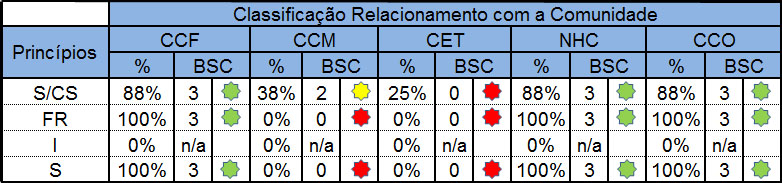 Classificação Relacionamento com a Comunidade
Princípios CCF CCM CET NHC CCO
% BSC % BSC % BSC % BSC % BSC
S/CS 88% 3 38% 2 25% 0 88% 3 88% 3
FR 100% 3 0% 0 0% 0 100% 3 100% 3
I 0% n/a 0% n/a 0% n/a 0% n/a 0% n/a
S 100% 3 0% 0 0% 0 100% 3 100% 3